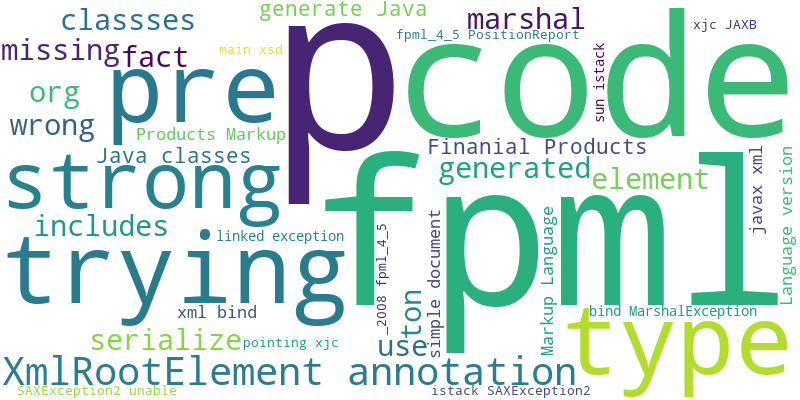 classses
generate Java
marshal
xjc JAXB
missing
fact
main xsd
fpml_4_5 PositionReport
p
code
pre
sun istack
org
wrong
Products Markup
Finanial Products
Java classes
generated
element
javax xml
Language version
strong
fpml
includes
linked exception
trying
_2008 fpml_4_5
simple document
Markup Language
xml bind
ton
bind MarshalException
type
serialize
pointing xjc
use
XmlRootElement annotation
SAXException2 unable
istack SAXException2